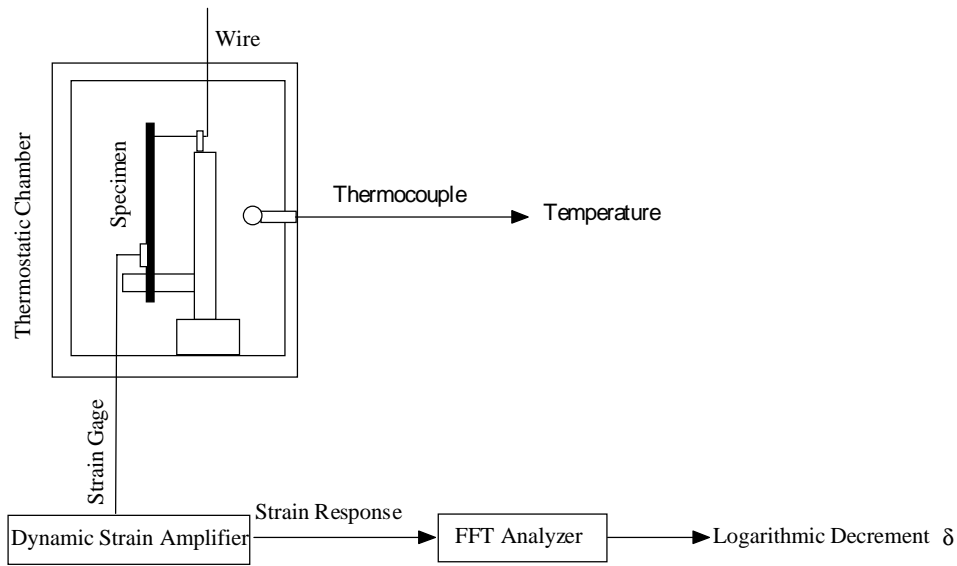 Wire
Thermostatic Chamber
Specimen
Thermocouple
Temperature
Strain Gage
Dynamic Strain Amplifier
Strain Response
FFT Analyzer
Logarithmic Decrement δ